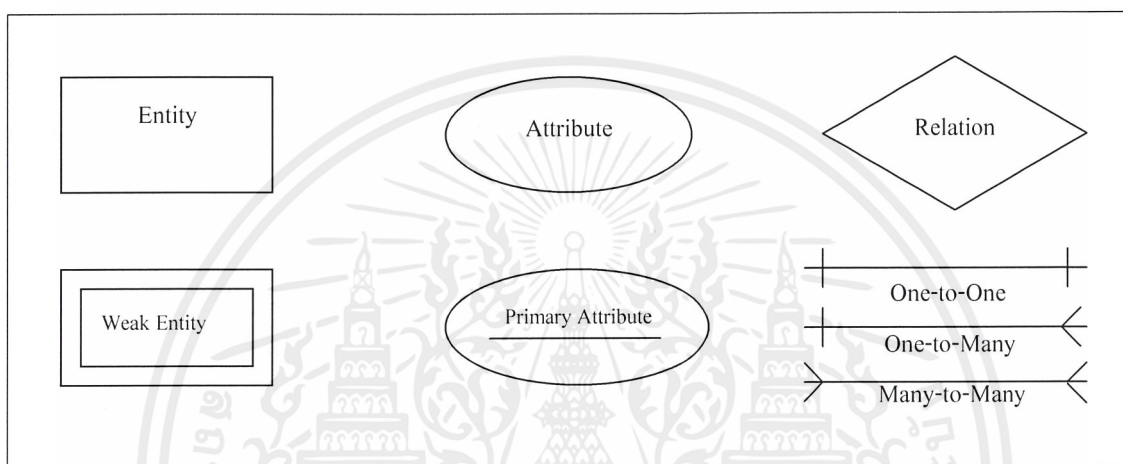 Entity
Attribute
Relation
Weak Entity
Primary Attribute
One-to-One
One-to-Many
Many-to-Many